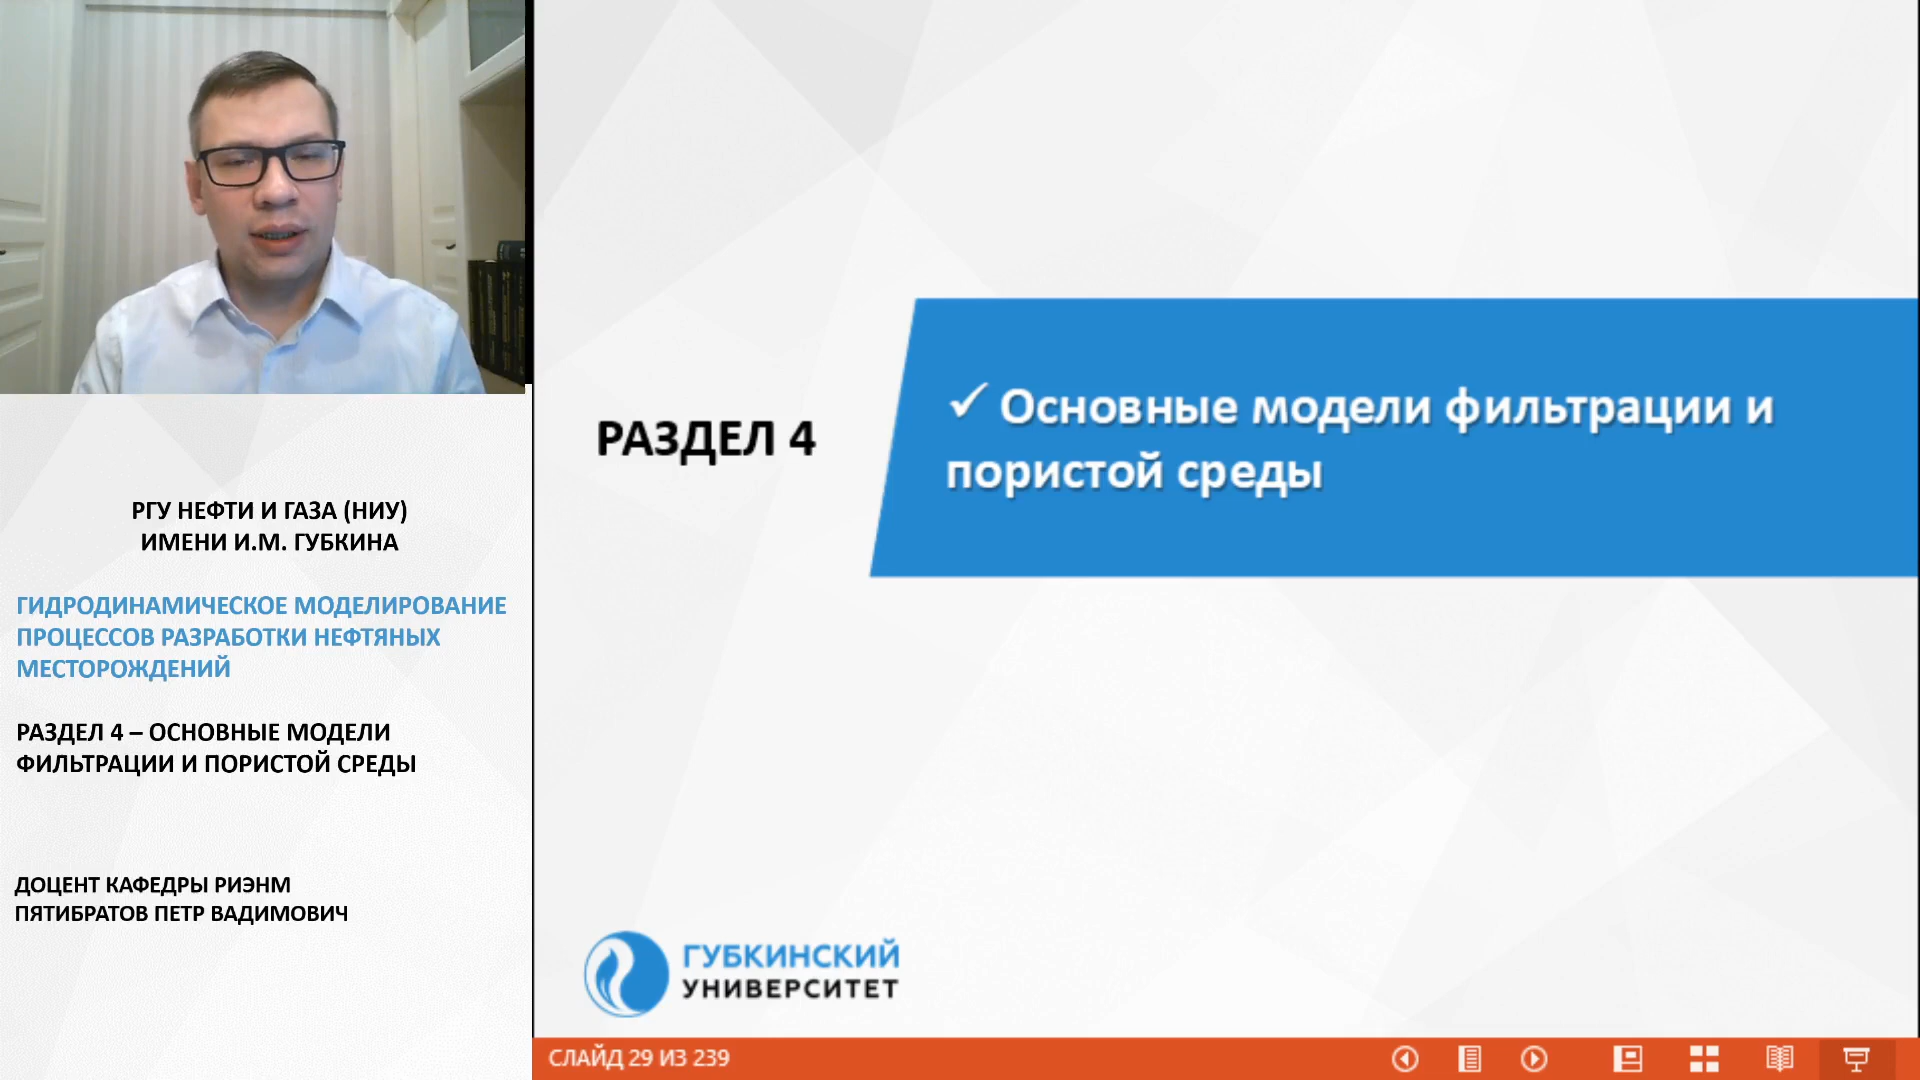 РГУ НЕФТИ И ГАЗА (НИУ)
ИМЕНИ И.М. ГУБКИНА
ГИДРОДИНАМИЧЕСКОЕ МОДЕЛИРОВАНИЕ
ПРОЦЕССОВ РАЗРАБОТКИ НЕФТЯНЫХ
МЕСТОРОЖДЕНИЙ
РАЗДЕЛ 4 – ОСНОВНЫЕ МОДЕЛИ
ФИЛЬТРАЦИИ И ПОРИСТОЙ СРЕДЫ
ДОЦЕНТ КАФЕДРЫ РИЭНМ
ПЯТИБРАТОВ ПЕТР ВАДИМОВИЧ
РАЗДЕЛ 4
✓ Основные модели фильтрации и
пористой среды
ГУБКИНСКИЙ
УНИВЕРСИТЕТ
СЛАЙД 29 ИЗ 239